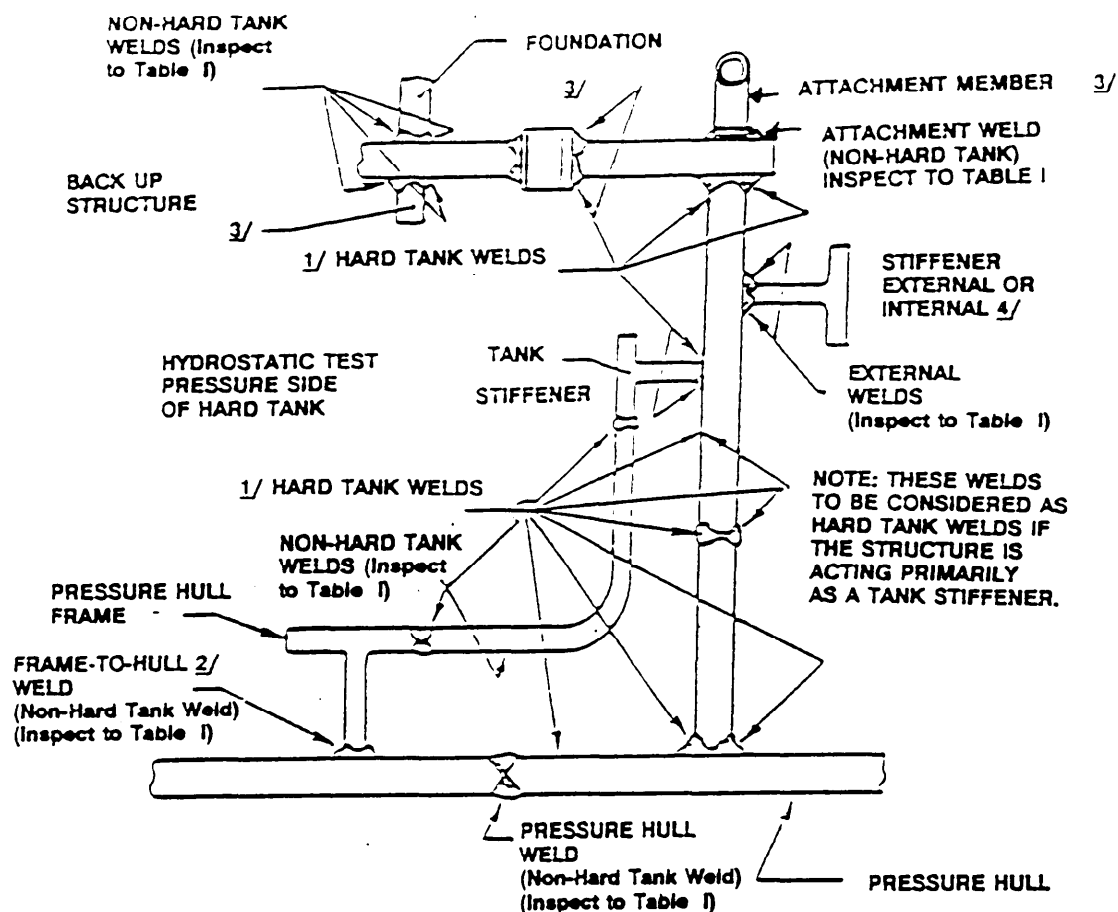 NON-HARD TANK
WELDS (Inspect
to Table I)
FOUNDATION
3/
ATTACHMENT MEMBER 3/
ATTACHMENT WELD
(NON-HARD TANK)
INSPECT TO TABLE I
BACK UP
STRUCTURE
3/
1/ HARD TANK WELDS
STIFFENER
EXTERNAL OR
INTERNAL 4/
HYDROSTATIC TEST
PRESSURE SIDE
OF HARD TANK
TANK
STIFFENER
EXTERNAL
WELDS
(Inspect to Table I)
1/ HARD TANK WELDS
NOTE: THESE WELDS
TO BE CONSIDERED AS
HARD TANK WELDS IF
THE STRUCTURE IS
ACTING PRIMARILY
AS A TANK STIFFENER.
NON-HARD TANK
WELDS (Inspect
to Table I)
PRESSURE HULL
FRAME
FRAME-TO-HULL 2/
WELD
(Non-Hard Tank Weld)
(Inspect to Table I)
PRESSURE HULL
WELD
(Non-Hard Tank Weld)
(Inspect to Table I)
PRESSURE HULL